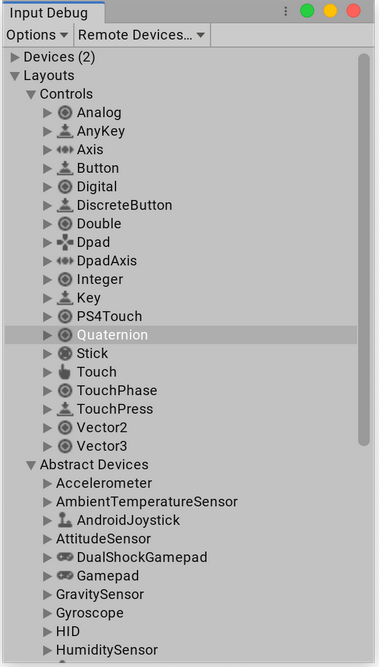 Input Debug
Options Remote Devices...
Devices (2)
Layouts
Controls
Analog
AnyKey
Axis
Button
Digital
DiscreteButton
Double
Dpad
DpadAxis
Integer
Key
PS4Touch
Quaternion
Stick
Touch
TouchPhase
TouchPress
Vector2
Vector3
Abstract Devices
Accelerometer
AmbientTemperatureSensor
AndroidJoystick
AttitudeSensor
DualShockGamepad
Gamepad
GravitySensor
Gyroscope
HID
HumiditySensor